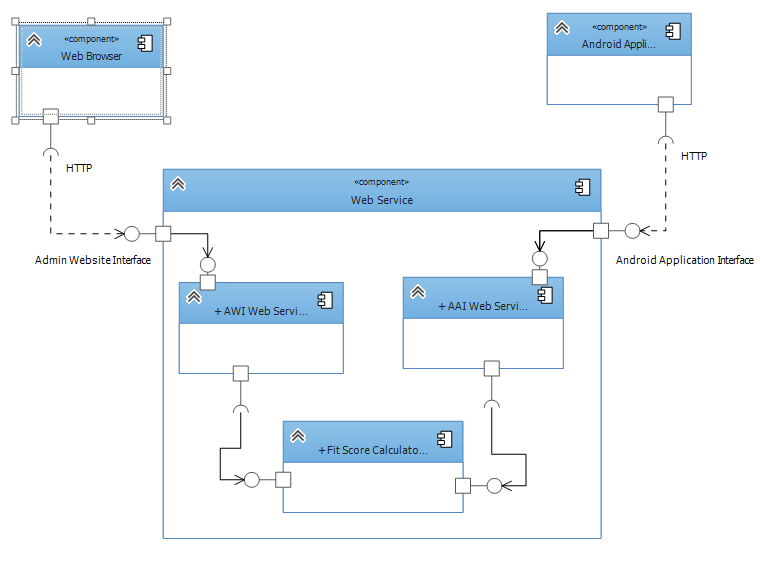 «component»
Web Browser
«component»
Android Appli...
HTTP
HTTP
«component»
Web Service
Admin Website Interface
Android Application Interface
+ AWI Web Servi...
+ AAI Web Servi...
+Fit Score Calculato...